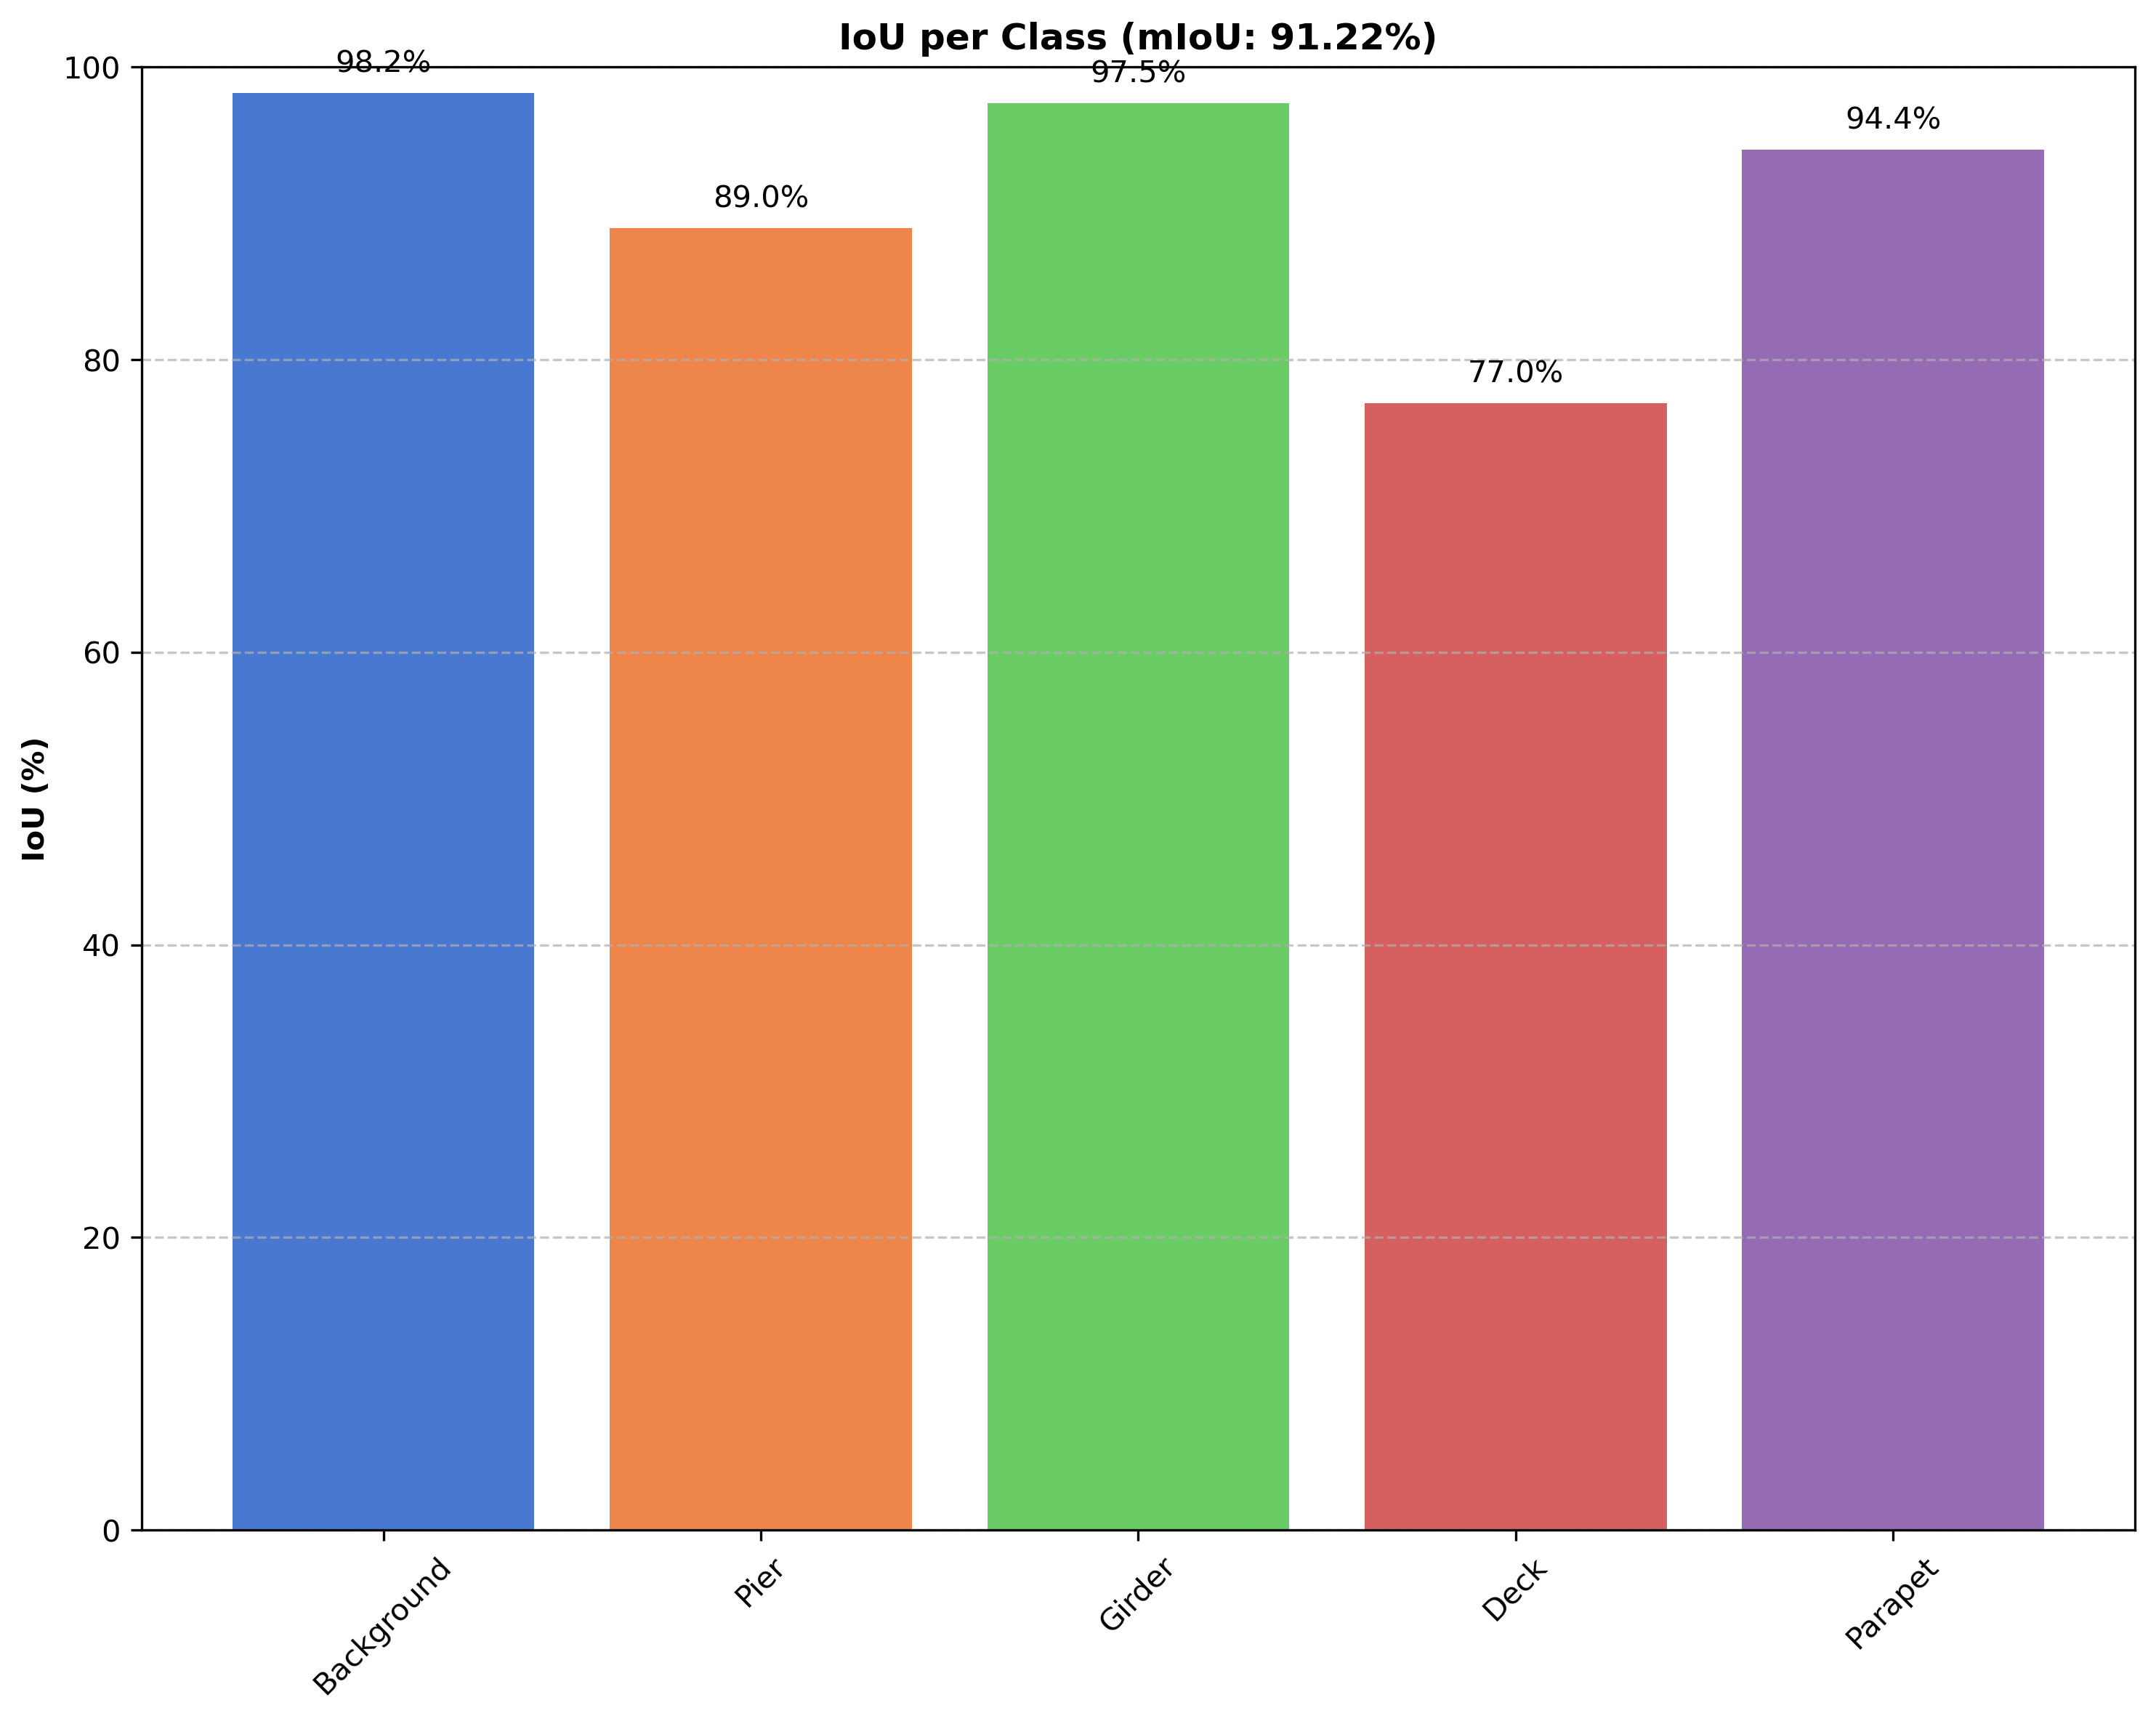 IoU per Class (mIoU: 91.22%)
98.2%
89.0%
97.5%
77.0%
94.4%
100
80
60
40
20
0
IoU (%)
Background
Pier
Girder
Deck
Parapet